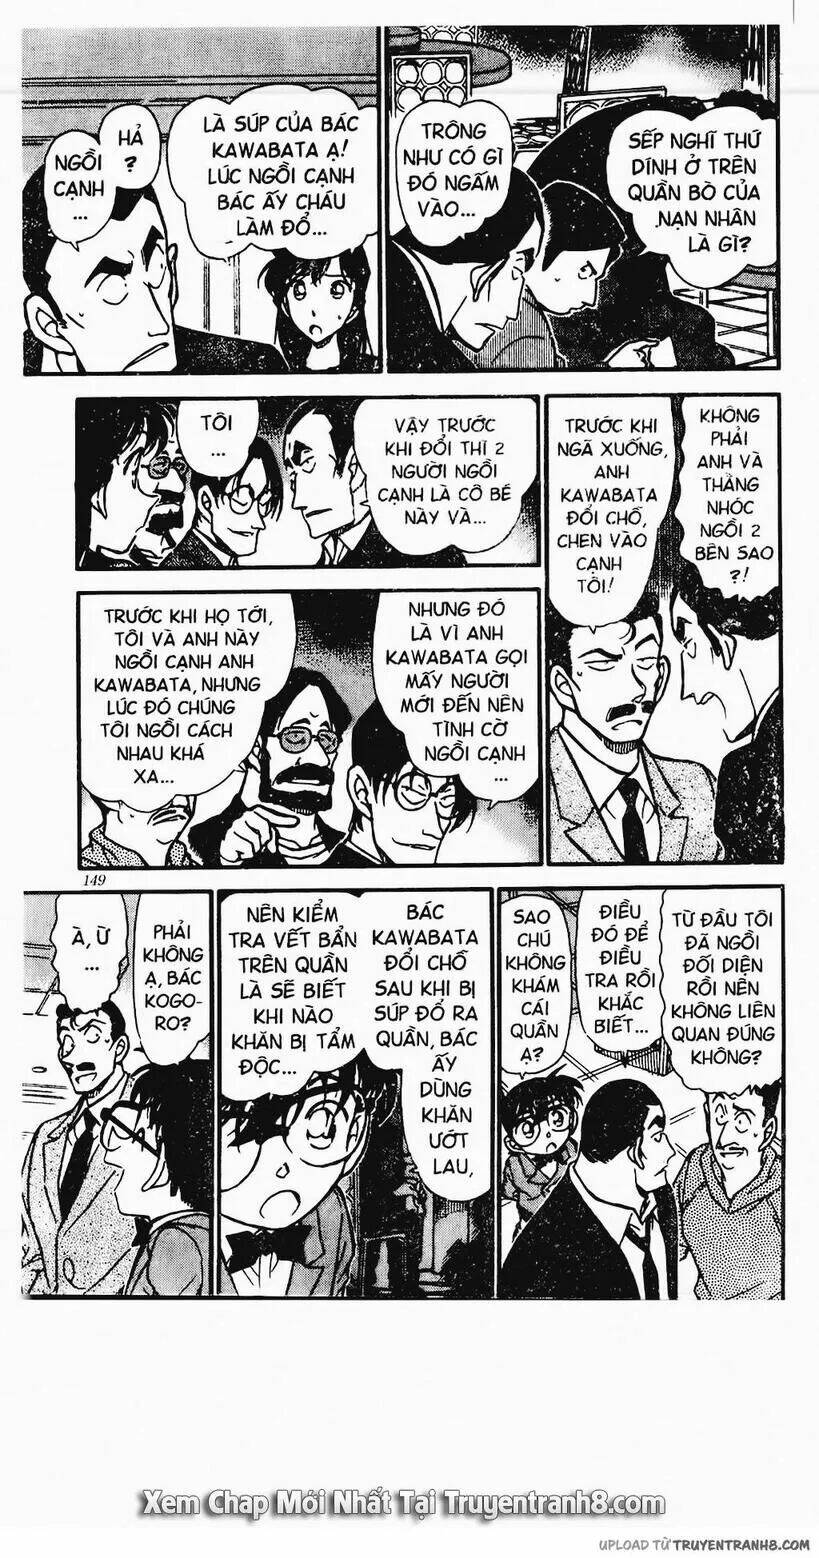 SẾP NGHĨ THỨ
DÍNH Ở TRÊN
QUẦN BÒ CỦA
NẠN NHÂN
LÀ GÌ?
TRÔNG
NHƯ CÓ GÌ
ĐÓ NGẤM
VÀO...
LÀ SÚP CỦA BÁC
KAWABATA Ạ!
LÚC NGỒI CẠNH
BÁC ẤY CHÁU
LÀM ĐỔ...
HẢ
?
NGỒI
CẠNH
...
KHÔNG
PHẢI
ANH VÀ
THẰNG
NHÓC
NGỒI 2
BÊN SAO
?!
TRƯỚC KHI
NGÃ XUỐNG,
ANH
KAWABATA
ĐỔI CHỖ,
CHEN VÀO
CẠNH
TÔI!
VẬY TRƯỚC
KHI ĐỔI THÌ 2
NGƯỜI NGỒI
CẠNH LÀ CÔ BÉ
NÀY VÀ...
TÔI
...
NHƯNG ĐÓ
LÀ VÌ ANH
KAWABATA GỌI
MẤY NGƯỜI
MỚI ĐẾN NÊN
TÌNH CỜ
NGỒI CẠNH
...
TRƯỚC KHI HỌ TỚI,
TÔI VÀ ANH NÀY
NGỒI CẠNH ANH
KAWABATA, NHƯNG
LÚC ĐÓ CHÚNG
TÔI NGỒI CÁCH
NHAU KHÁ
XA...
149
TỪ ĐẦU TÔI
ĐÃ NGỒI
ĐỐI DIỆN
RỒI NÊN
KHÔNG LIÊN
QUAN ĐÚNG
KHÔNG?
ĐIỀU
ĐÓ ĐỂ
ĐIỀU
TRA RỒI
KHẮC
BIẾT...
SAO
CHÚ
KHÔNG
KHÁM
CÁI
QUẦN
Ạ?
BÁC
KAWABATA
ĐỔI CHỖ
SAU KHI BỊ
SÚP ĐỔ RA
QUẦN, BÁC
ẤY
DÙNG
KHĂN
ƯỚT
LAU,
NÊN KIỂM
TRA VẾT BẨN
TRÊN QUẦN
LÀ SẼ BIẾT
KHI NÀO
KHĂN BỊ TẨM
ĐỘC...
PHẢI
KHÔNG
Ạ, BÁC
KOGO-
RO?
À, Ừ
...
Xem Chap Mới Nhất Tại Truyentranh8.com
UPLOAD TỪ TRUYENTRANH8.COM